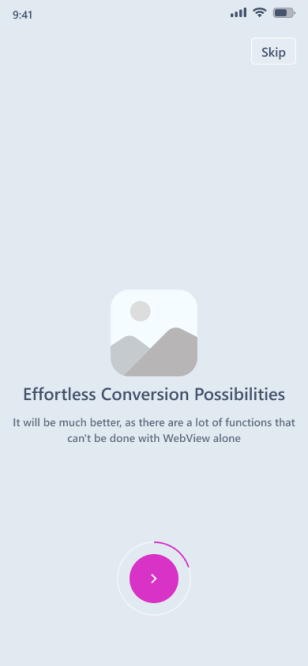 9:41
Skip
Effortless Conversion Possibilities
It will be much better, as there are a lot of functions that
can't be done with WebView alone